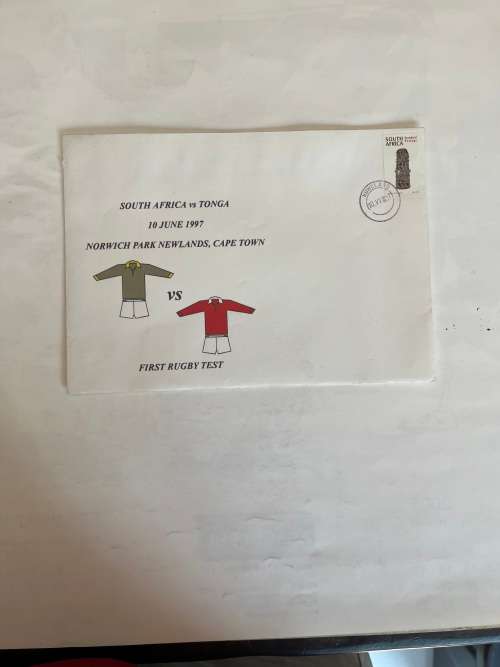 SOUTH AFRICA
SOUTH AFRICA vs TONGA
10 JUNE 1997
NORWICH PARK NEWLANDS, CAPE TOWN
VS
FIRST RUGBY TEST